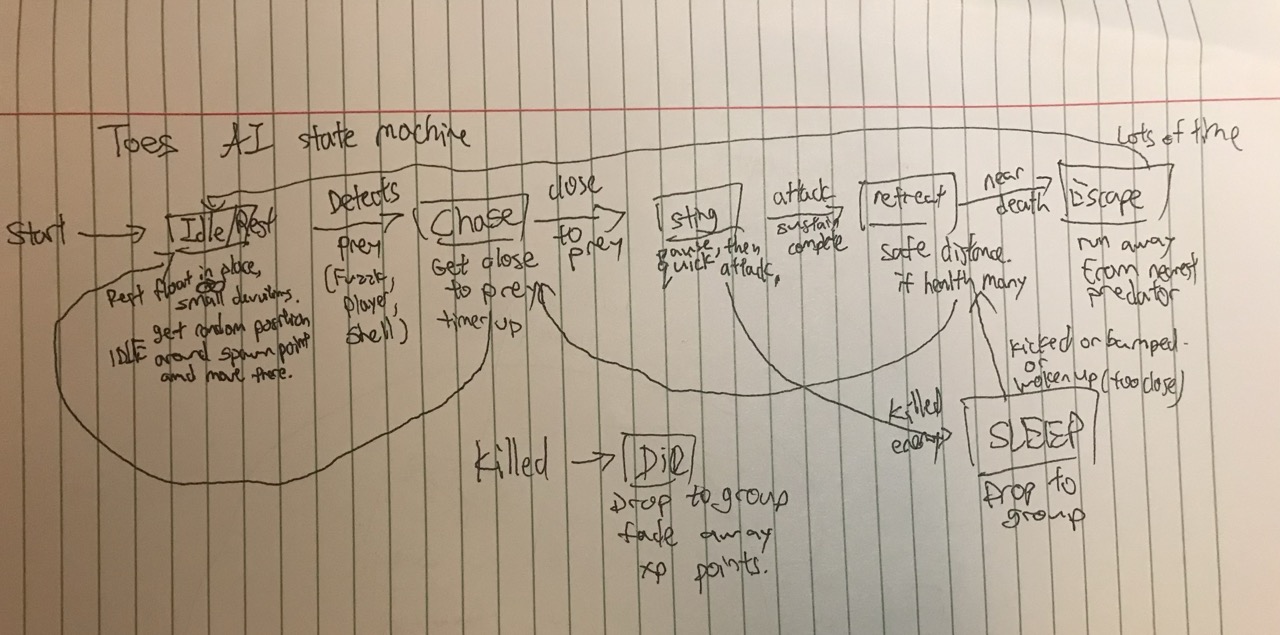 Toes AI state machine
Lots of time
Start
Idle/Rest
Rest float in place,
small deviations.
IDLE get random position
around spawn point
and move there.
Detects
prey
(Fuzzt,
player,
shell)
Chase
Get close
to prey
timer up
close
to
prey
sting
pause, then
quick attack,
attack
sustain
complete
retreat
safe distance.
if healthy many
near
death
Escape
run away
from nearest
predator
kicked or bumped.
or
woken up (too close)
killed
enemy
SLEEP
Drop to
group
Killed
Die
Drop to group
fade away
xp points.